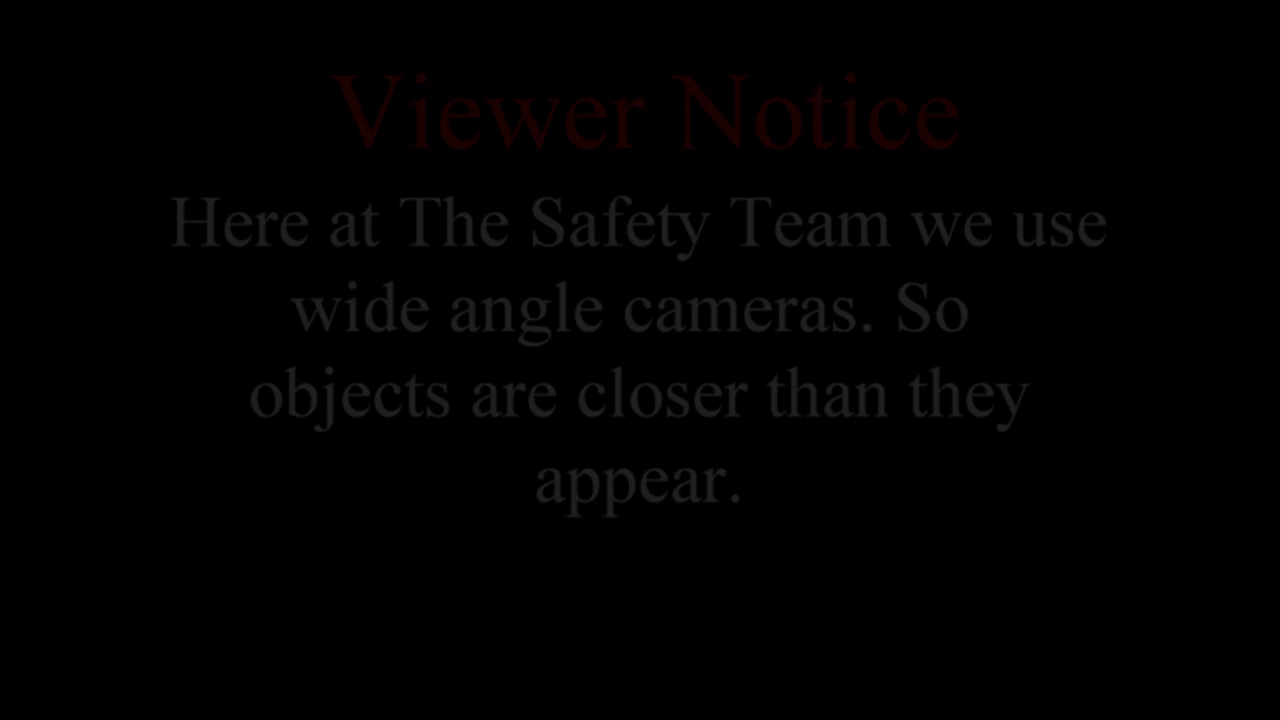 Viewer Notice
Here at The Safety Team we use
wide angle cameras. So
objects are closer than they
appear.